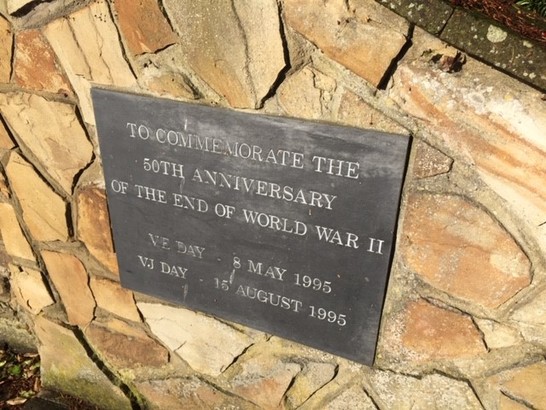 TO COMMEMORATE THE
50TH ANNIVERSARY
OF THE END OF WORLD WAR II
VE DAY - 8 MAY 1995
VJ DAY - 15 AUGUST 1995